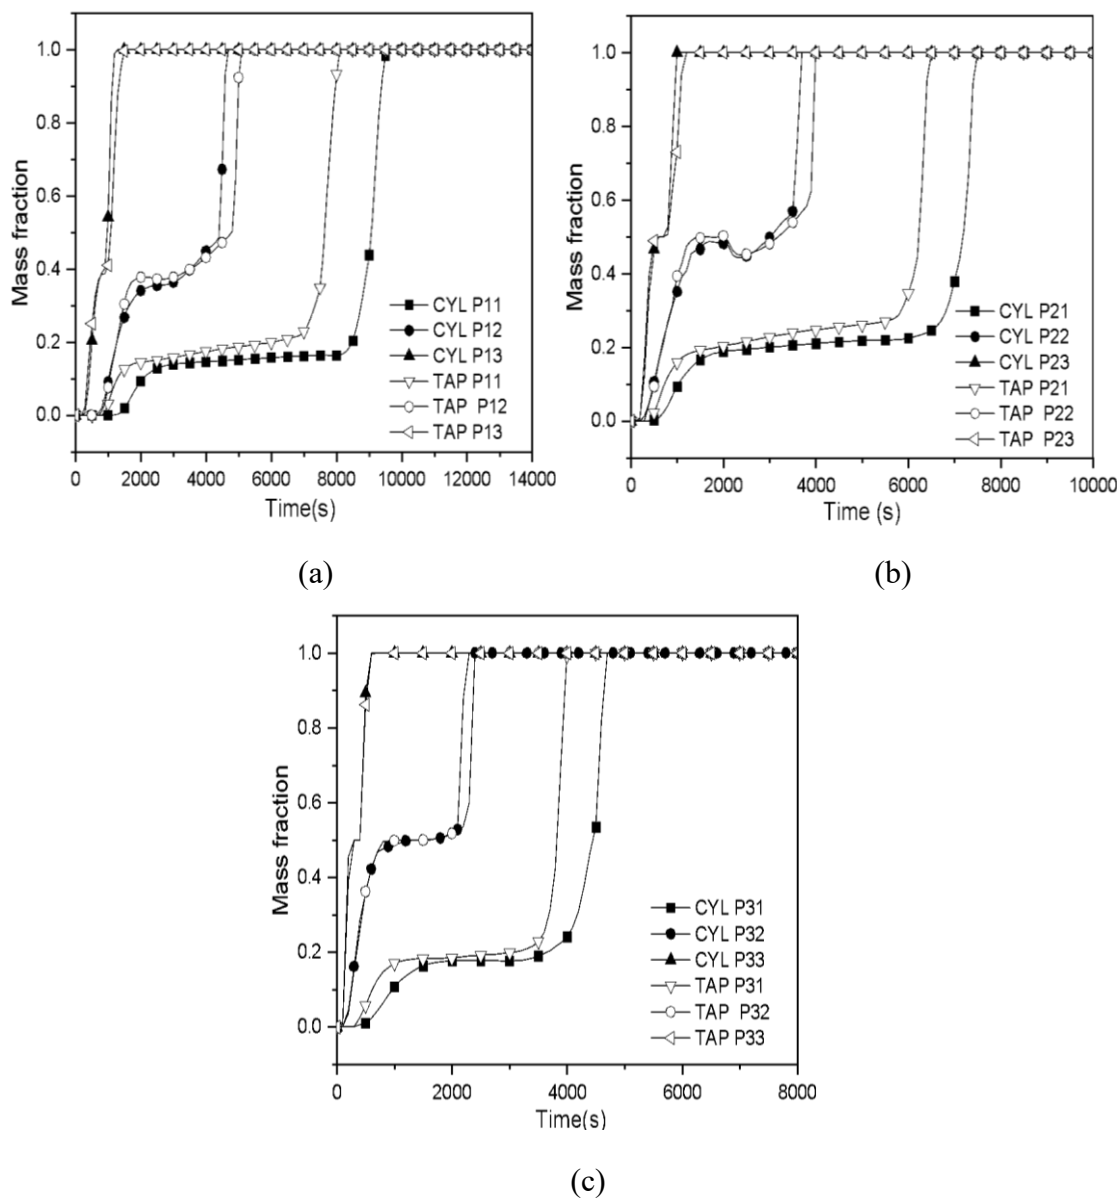 1.0
0.8
0.6
0.4
0.2
0.0
Mass fraction
CYL P11
CYL P12
CYL P13
TAP P11
TAP P12
TAP P13
0 2000 4000 6000 8000 10000 12000 14000
Time(s)
(a)
1.0
0.8
0.6
0.4
0.2
0.0
Mass fraction
CYL P21
CYL P22
CYL P23
TAP P21
TAP P22
TAP P23
0 2000 4000 6000 8000 10000
Time (s)
(b)
1.0
0.8
0.6
0.4
0.2
0.0
Mass fraction
CYL P31
CYL P32
CYL P33
TAP P31
TAP P32
TAP P33
0 2000 4000 6000 8000
Time(s)
(c)